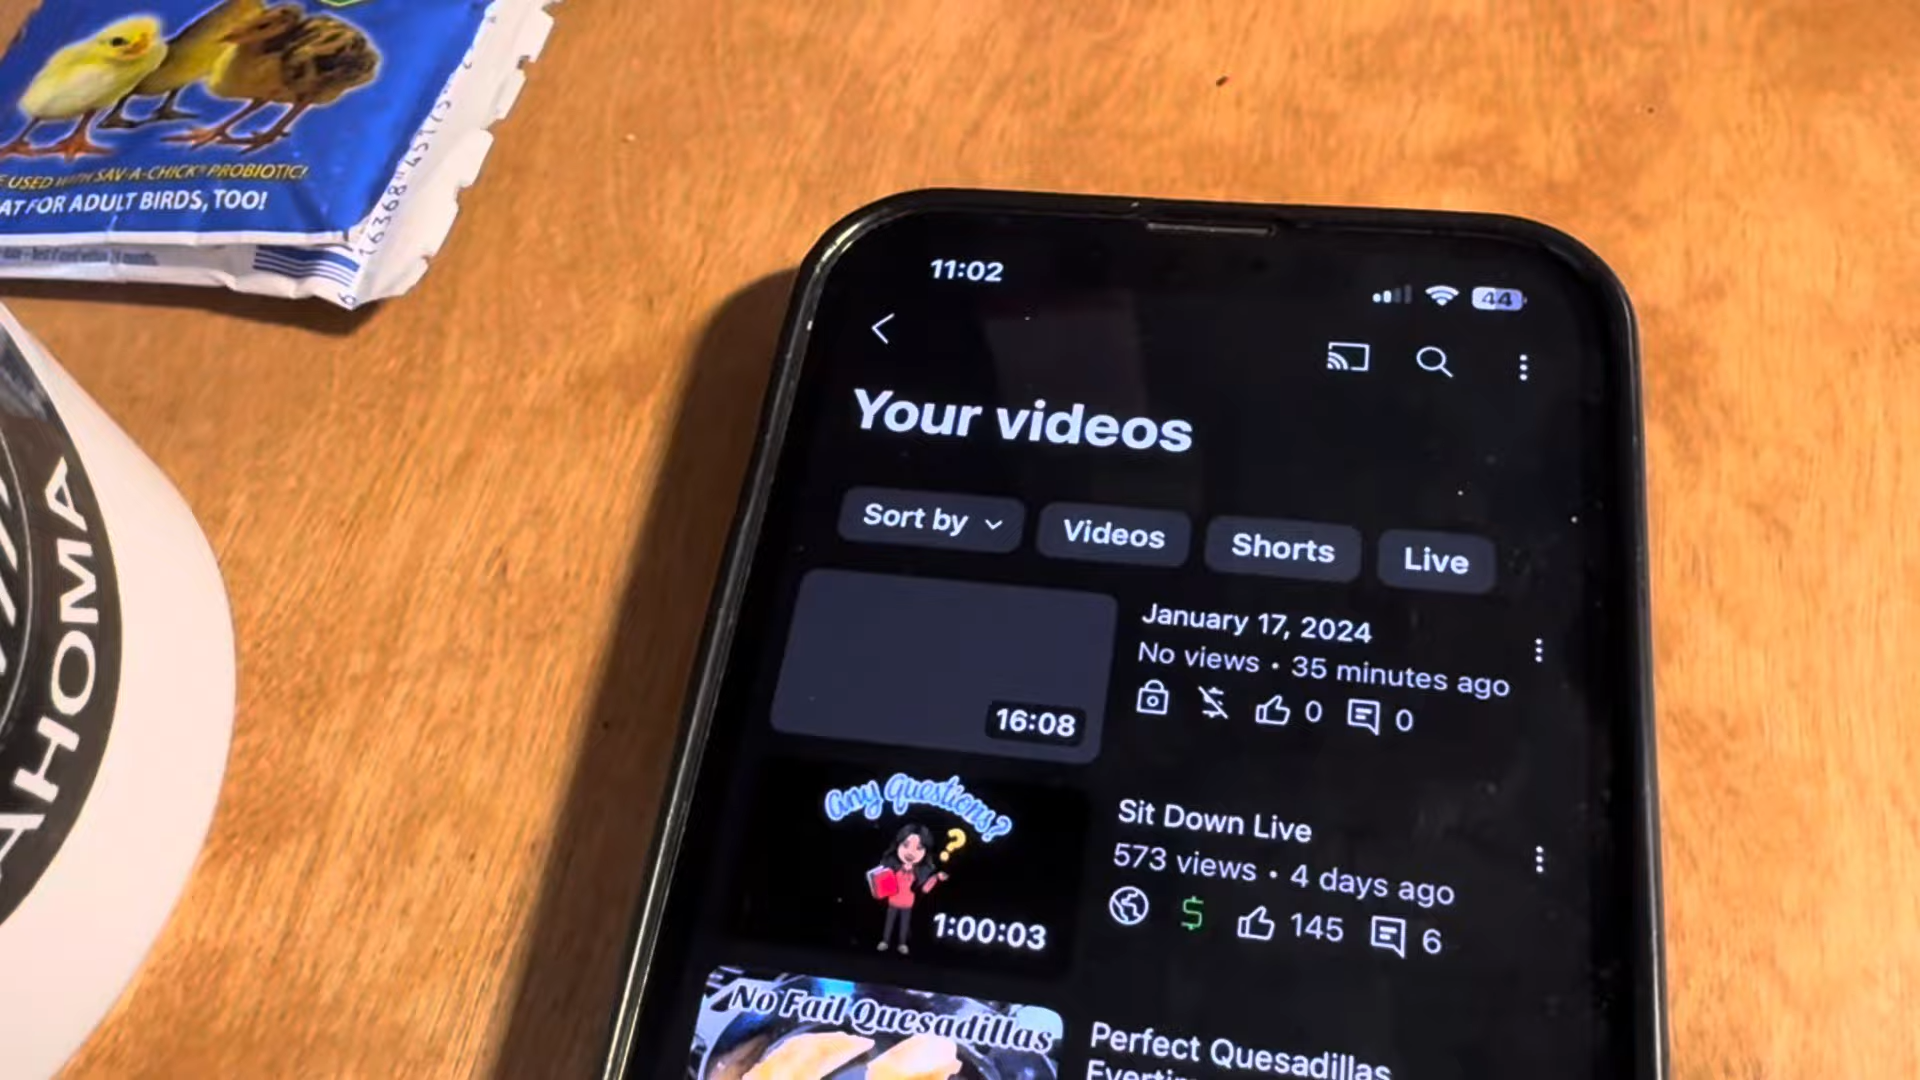 USED WITH SAV-A-CHICK® PROBIOTIC!
AT FOR ADULT BIRDS, TOO!
AHOMA
11:02
44
Your videos
Sort by
Videos
Shorts
Live
January 17, 2024
No views • 35 minutes ago
0
0
16:08
any questions?
1:00:03
Sit Down Live
573 views • 4 days ago
145
6
No Fail Quesadillas
Perfect Quesadillas